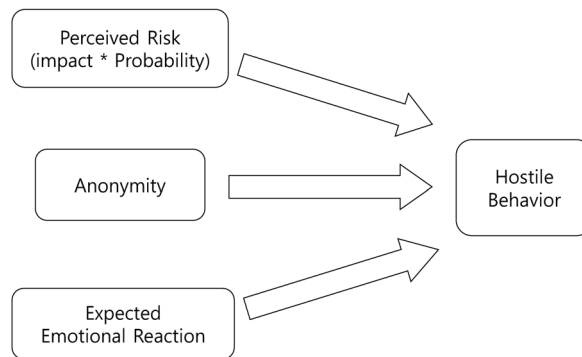 Perceived Risk
(impact * Probability)
Anonymity
Hostile
Behavior
Expected
Emotional Reaction